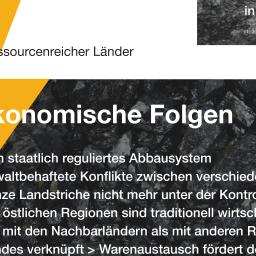 in
ssourcenreicher Länder
konomische Folgen
staatlich reguliertes Abbausystem
waltbehaftete Konflikte zwischen verschiede
nze Landstriche nicht mehr unter der Kontro
östlichen Regionen sind traditionell wirtsc
mit den Nachbarländern als mit anderen R
ndes verknüpft > Warenaustausch fördert de